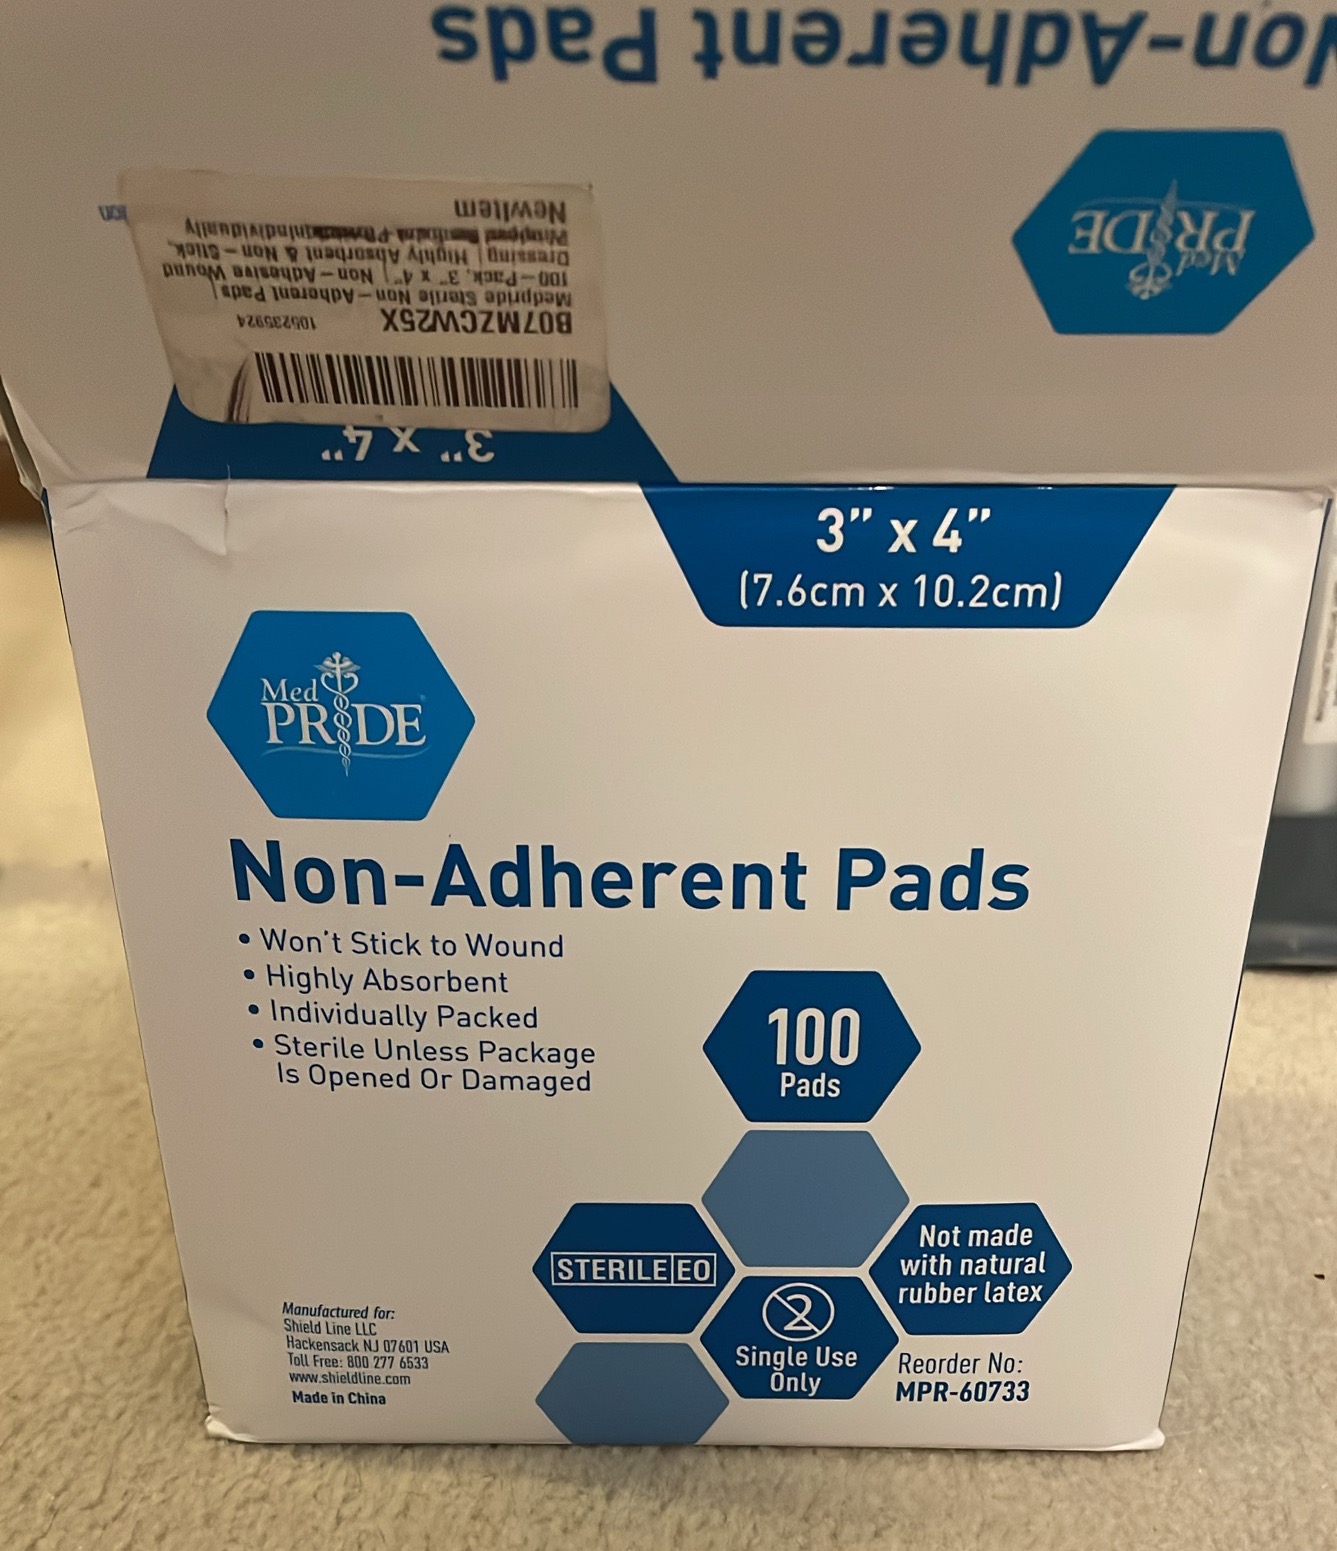 Non-Adherent Pads
Med
PRIDE
NewItem
Dressing | Highly Absorbent & Non-Stick,
100-Pack, 3" x 4" | Non-Adhesive Wound
Medpride Sterile Non-Adherent Pads |
B07MZCW25X 105235924
3" x 4"
3” x 4”
(7.6cm x 10.2cm)
Med
PRIDE
Non-Adherent Pads
• Won't Stick to Wound
• Highly Absorbent
• Individually Packed
• Sterile Unless Package
Is Opened Or Damaged
100
Pads
STERILE EO
Not made
with natural
rubber latex
2
Single Use
Only
Manufactured for:
Shield Line LLC
Hackensack NJ 07601 USA
Toll Free: 800 277 6533
www.shieldline.com
Made in China
Reorder No:
MPR-60733